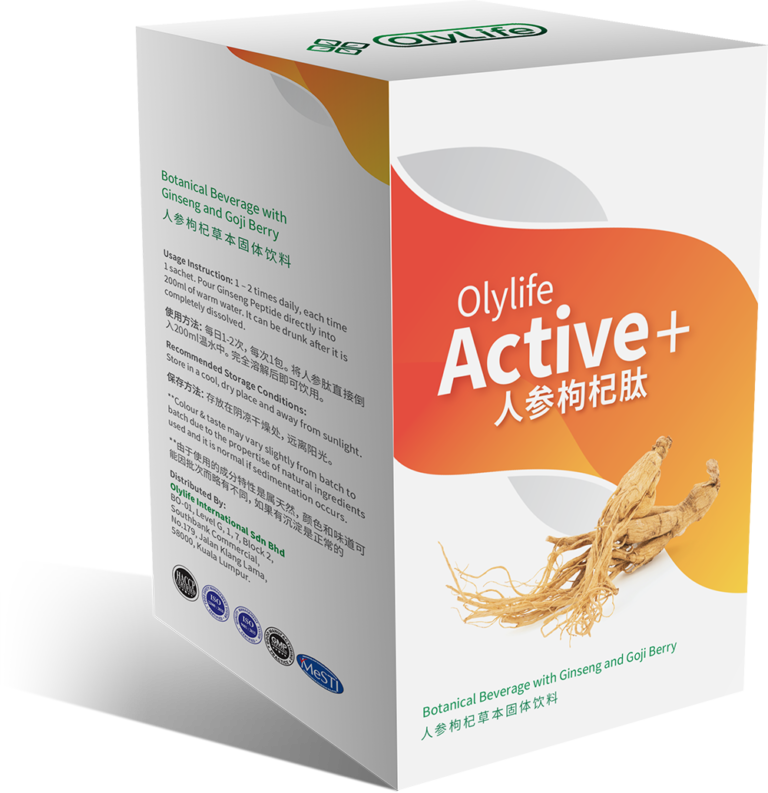 OlyLife
Botanical Beverage with
Ginseng and Goji Berry
人参枸杞草本固体饮料
Usage Instruction: 1 – 2 times daily, each time
1 sachet. Pour Ginseng Peptide directly into
200ml of warm water. It can be drunk after it is
completely dissolved.
使用方法: 每日1-2次, 每次1包。将人参肽直接倒
入200ml温水中。完全溶解后即可饮用。
Recommended Storage Conditions:
Store in a cool, dry place and away from sunlight.
保存方法: 存放在阴凉干燥处, 远离阳光。
**Colour & taste may vary slightly from batch to
batch due to the propertise of natural ingredients
used and it is normal if sedimentation occurs.
**由于使用的成分特性是属天然, 颜色和味道可
能因批次而略有不同, 如果有沉淀是正常的
Distributed By:
Olylife International Sdn Bhd
BO-01, Level G, 1, 7, Block 2,
Southbank Commercial,
No.179, Jalan Klang Lama,
58000, Kuala Lumpur.
HACCP
ISO
ISO
GMP
MeSTI
Olylife
Active+
人参枸杞肽
Botanical Beverage with Ginseng and Goji Berry
人参枸杞草本固体饮料